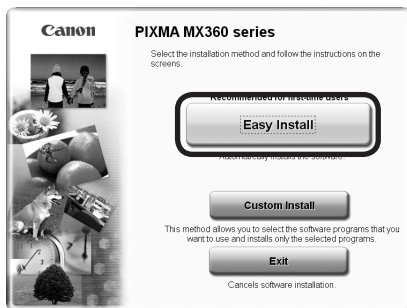 Canon
PIXMA MX360 series
Select the installation method and follow the instructions on the
screens.
Recommended for first-time users
Easy Install
Automatically installs the software.
Custom Install
This method allows you to select the software programs that you
want to use and installs only the selected programs.
Exit
Cancels software installation.